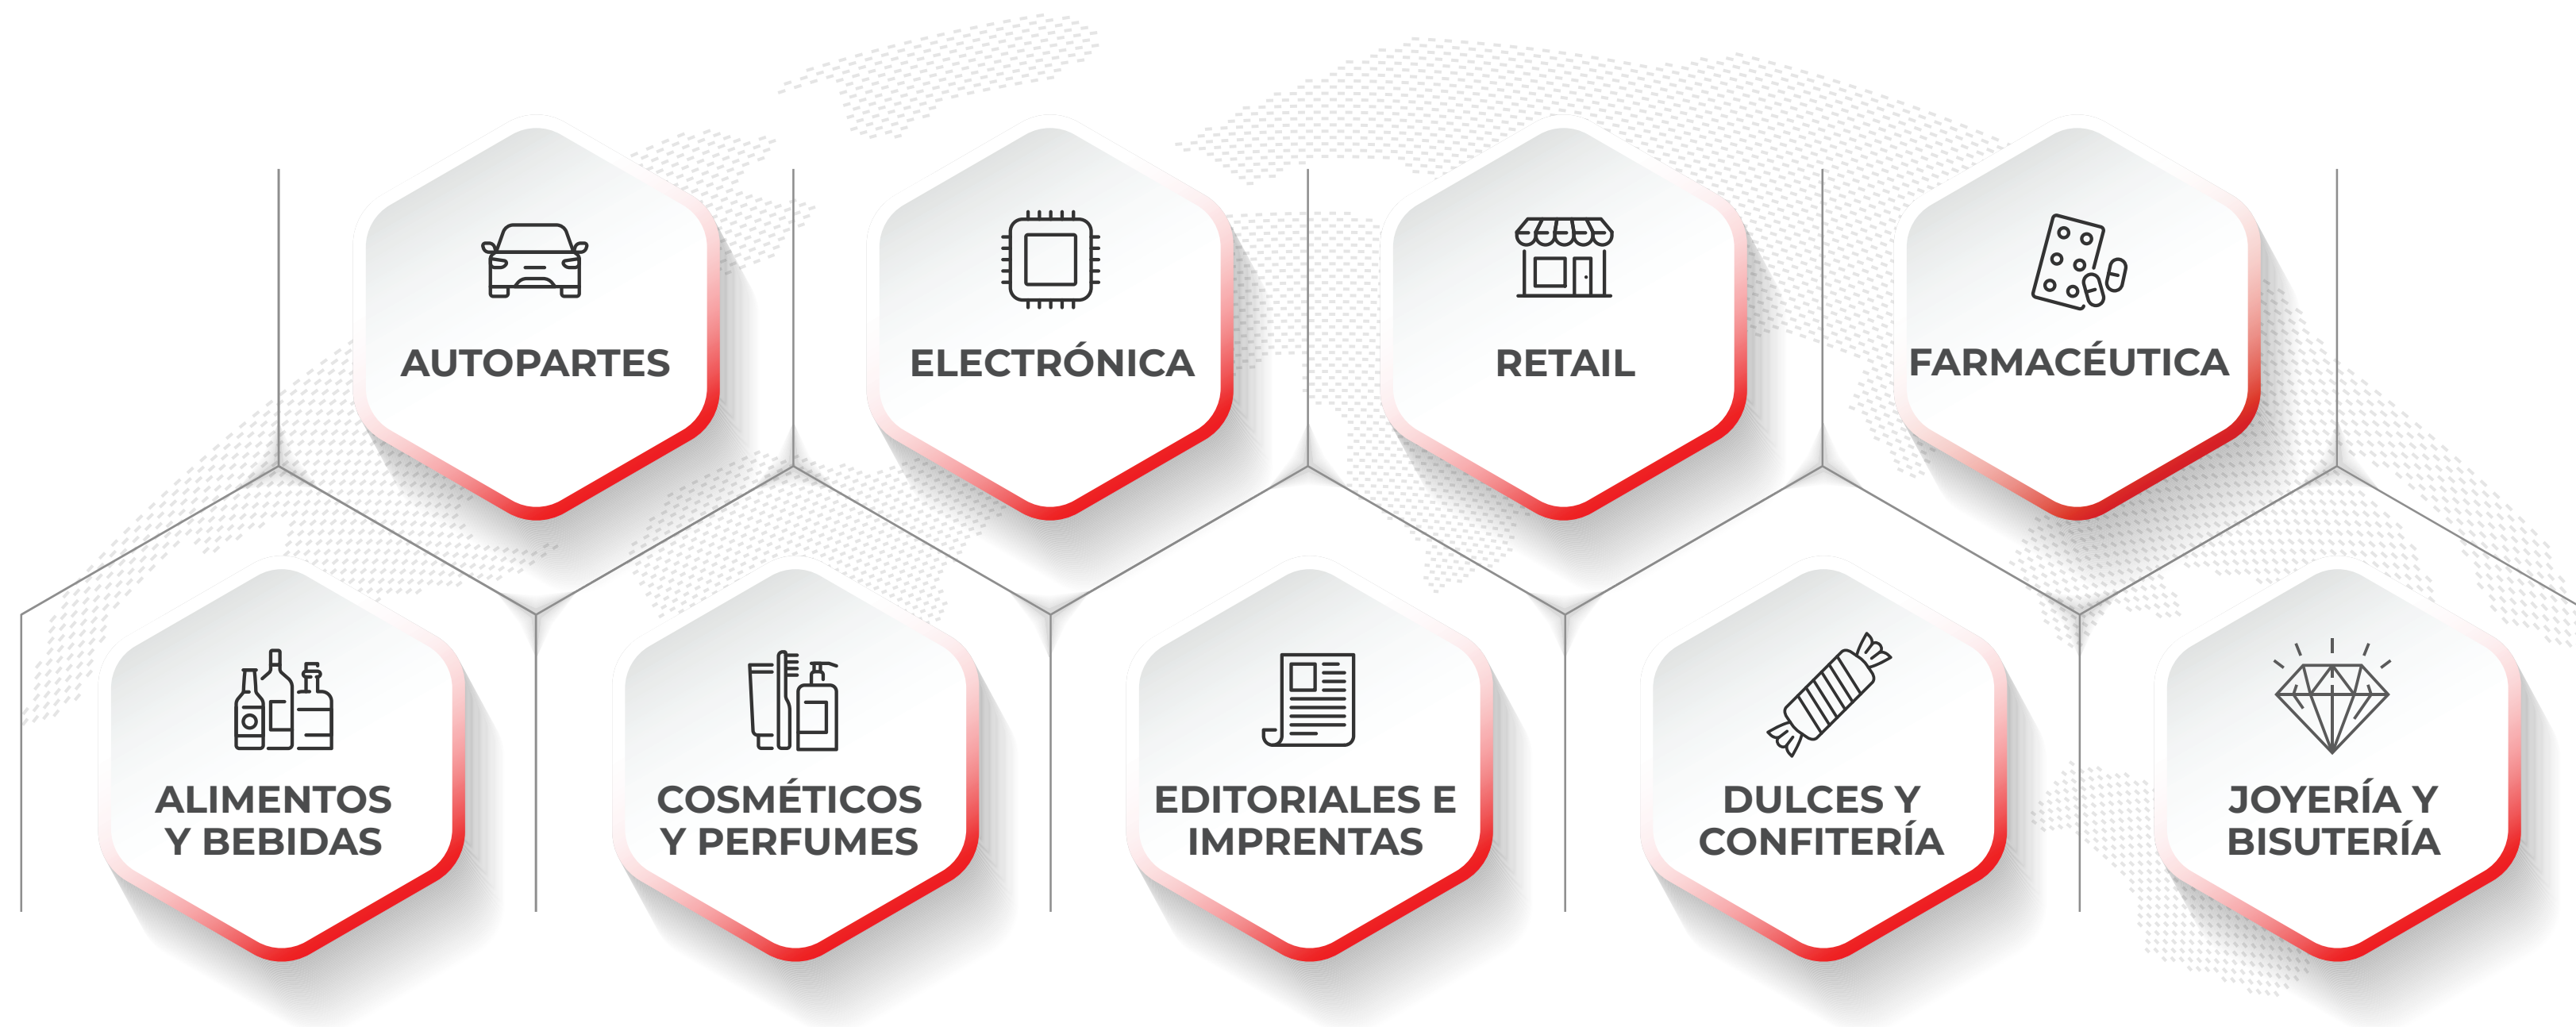 AUTOPARTES
ELECTRÓNICA
RETAIL
FARMACÉUTICA
ALIMENTOS
Y BEBIDAS
COSMÉTICOS
Y PERFUMES
EDITORIALES E
IMPRENTAS
DULCES Y
CONFITERÍA
JOYERÍA Y
BISUTERÍA